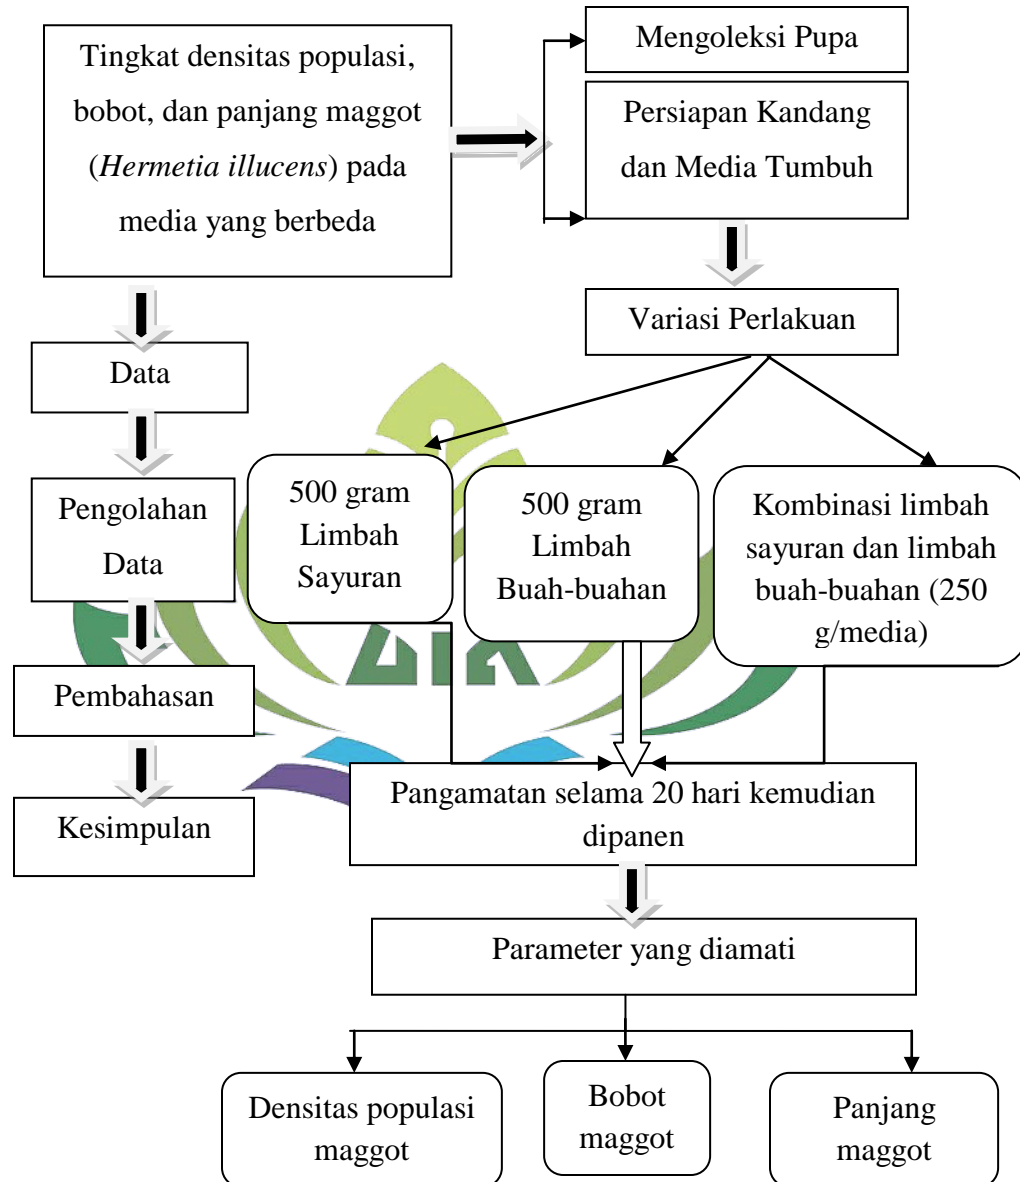 Tingkat densitas populasi,
bobot, dan panjang maggot
(Hermetia illucens) pada
media yang berbeda
Mengoleksi Pupa
Persiapan Kandang
dan Media Tumbuh
Variasi Perlakuan
Data
Pengolahan
Data
Pembahasan
Kesimpulan
500 gram
Limbah
Sayuran
500 gram
Limbah
Buah-buahan
Kombinasi limbah
sayuran dan limbah
buah-buahan (250
g/media)
Pangamatan selama 20 hari kemudian
dipanen
Parameter yang diamati
Densitas populasi
maggot
Bobot
maggot
Panjang
maggot